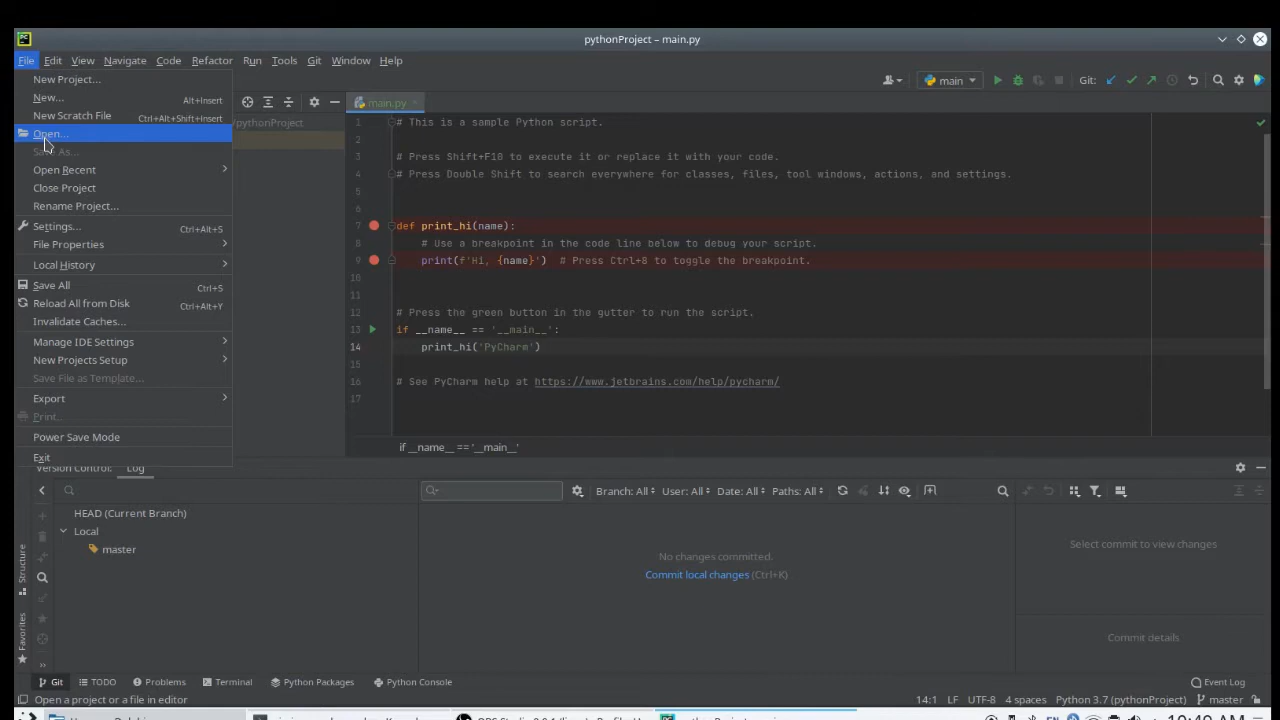 pythonProject – main.py
File Edit View Navigate Code Refactor Run Tools Git Window Help
main Git:
New Project...
New... Alt+Insert
New Scratch File Ctrl+Alt+Shift+Insert
Open...
Save As...
Open Recent
Close Project
Rename Project...
Settings... Ctrl+Alt+S
File Properties
Local History
Save All Ctrl+S
Reload All from Disk Ctrl+Alt+Y
Invalidate Caches...
Manage IDE Settings
New Projects Setup
Save File as Template...
Export
Print...
Power Save Mode
Exit
/pythonProject
main.py
1 # This is a sample Python script.
2
3 # Press Shift+F10 to execute it or replace it with your code.
4 # Press Double Shift to search everywhere for classes, files, tool windows, actions, and settings.
5
6
7 def print_hi(name):
8 # Use a breakpoint in the code line below to debug your script.
9 print(f'Hi, {name}') # Press Ctrl+8 to toggle the breakpoint.
10
11
12 # Press the green button in the gutter to run the script.
13 if __name__ == '__main__':
14 print_hi('PyCharm')
15
16 # See PyCharm help at https://www.jetbrains.com/help/pycharm/
17
if __name__ == '__main__'
Version Control: Log
Branch: All User: All Date: All Paths: All
HEAD (Current Branch)
Local
master
No changes committed.
Commit local changes (Ctrl+K)
Select commit to view changes
Commit details
Structure
Favorites
Git TODO Problems Terminal Python Packages Python Console Event Log
Open a project or a file in editor 14:1 LF UTF-8 4 spaces Python 3.7 (pythonProject) master